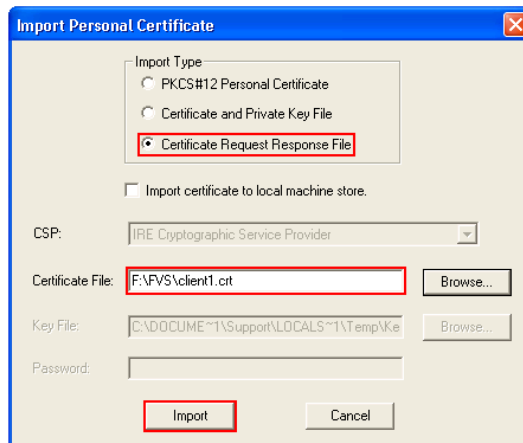 Import Personal Certificate
Import Type
PKCS#12 Personal Certificate
Certificate and Private Key File
Certificate Request Response File
Import certificate to local machine store.
CSP: IRE Cryptographic Service Provider
Certificate File: F:\FVS\client1.crt Browse...
Key File: C:\DOCUME~1\Support\LOCALS~1\Temp\Ke Browse...
Password:
Import Cancel